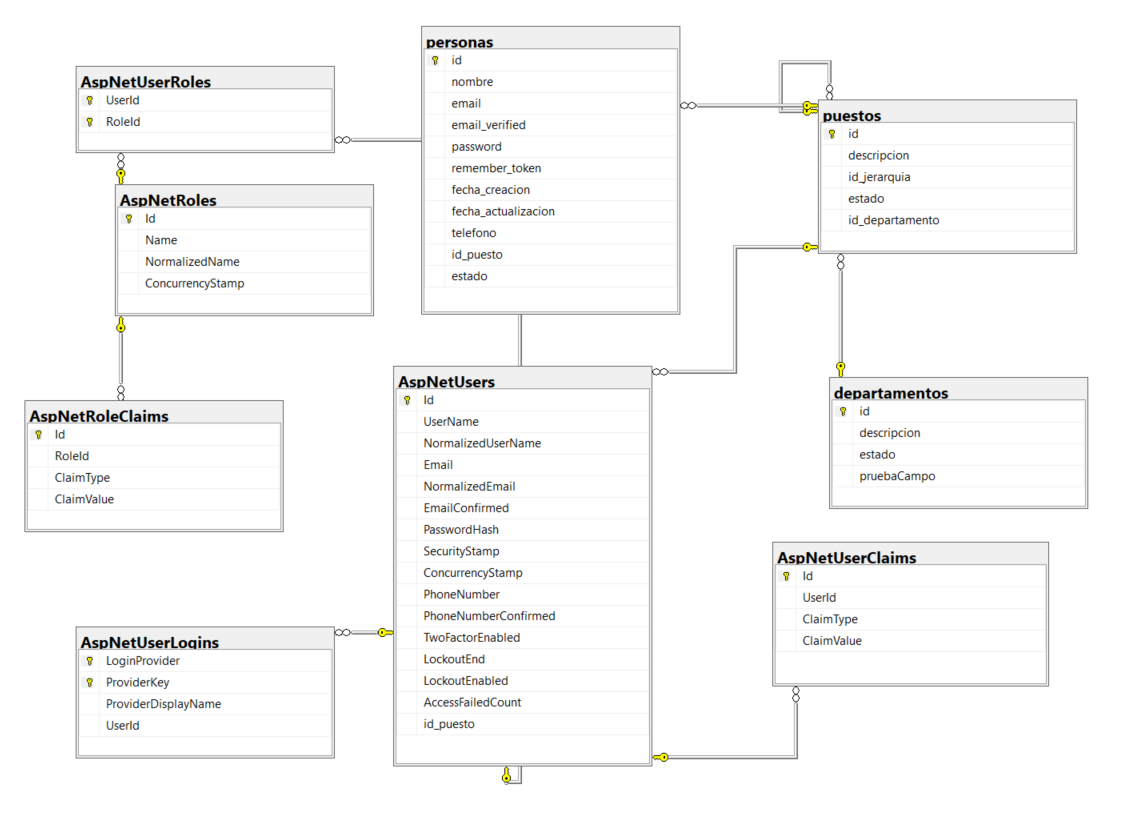 personas
id
nombre
email
email_verified
password
remember_token
fecha_creacion
fecha_actualizacion
telefono
id_puesto
estado
AspNetUserRoles
UserId
RoleId
puestos
id
descripcion
id_jerarquia
estado
id_departamento
AspNetRoles
Id
Name
NormalizedName
ConcurrencyStamp
AspNetUsers
Id
UserName
NormalizedUserName
Email
NormalizedEmail
EmailConfirmed
PasswordHash
SecurityStamp
ConcurrencyStamp
PhoneNumber
PhoneNumberConfirmed
TwoFactorEnabled
LockoutEnd
LockoutEnabled
AccessFailedCount
id_puesto
departamentos
id
descripcion
estado
pruebaCampo
AspNetRoleClaims
Id
RoleId
ClaimType
ClaimValue
AspNetUserClaims
Id
UserId
ClaimType
ClaimValue
AspNetUserLogins
LoginProvider
ProviderKey
ProviderDisplayName
UserId